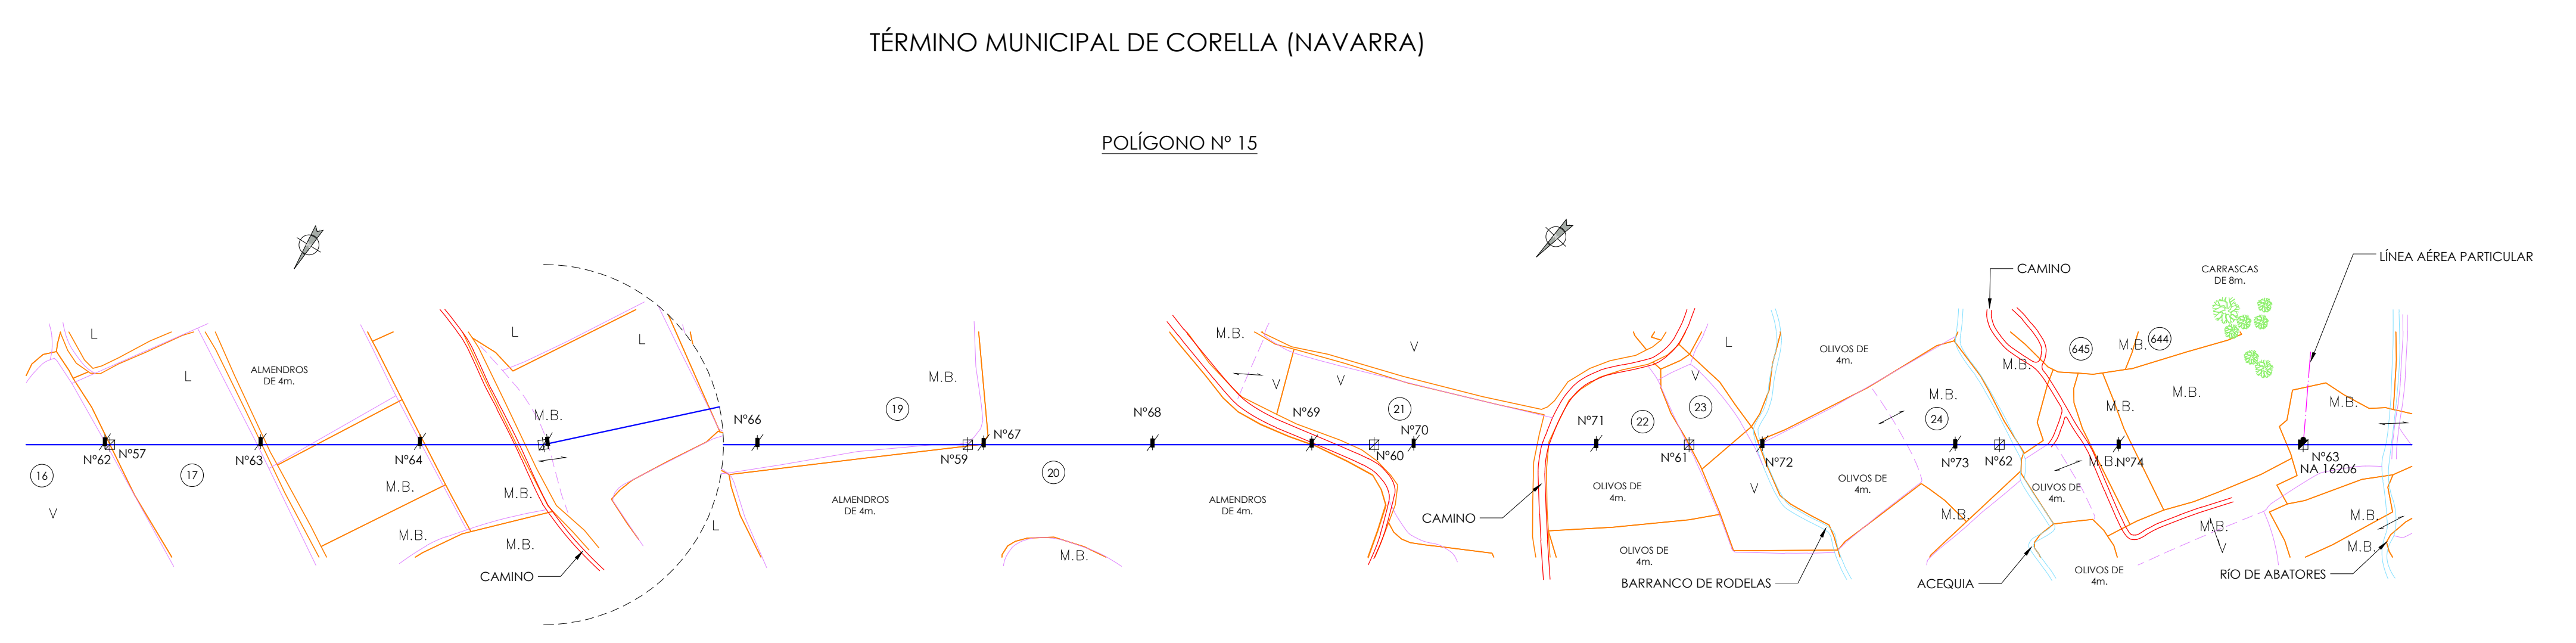 TÉRMINO MUNICIPAL DE CORELLA (NAVARRA)
POLÍGONO Nº 15
LÍNEA AÉREA PARTICULAR
CAMINO
CARRASCAS
DE 8m.
L
L
L
M.B.
V
L
M.B.
644
645
OLIVOS DE
4m.
M.B.
L
ALMENDROS
DE 4m.
M.B.
V
V
V
M.B.
M.B.
M.B.
M.B.
M.B.
19
21
23
22
24
Nº66
Nº68
Nº69
Nº71
Nº67
Nº70
Nº62
Nº57
Nº63
Nº64
Nº59
Nº60
Nº61
Nº72
Nº73
Nº62
M.B.
Nº74
Nº63
NA 16206
16
17
20
V
M.B.
M.B.
ALMENDROS
DE 4m.
ALMENDROS
DE 4m.
OLIVOS DE
4m.
V
OLIVOS DE
4m.
OLIVOS DE
4m.
M.B.
M.B.
L
CAMINO
M.B.
M.B.
M.B.
M.B.
OLIVOS DE
4m.
V
M.B.
CAMINO
BARRANCO DE RODELAS
ACEQUIA
OLIVOS DE
4m.
RÍO DE ABATORES